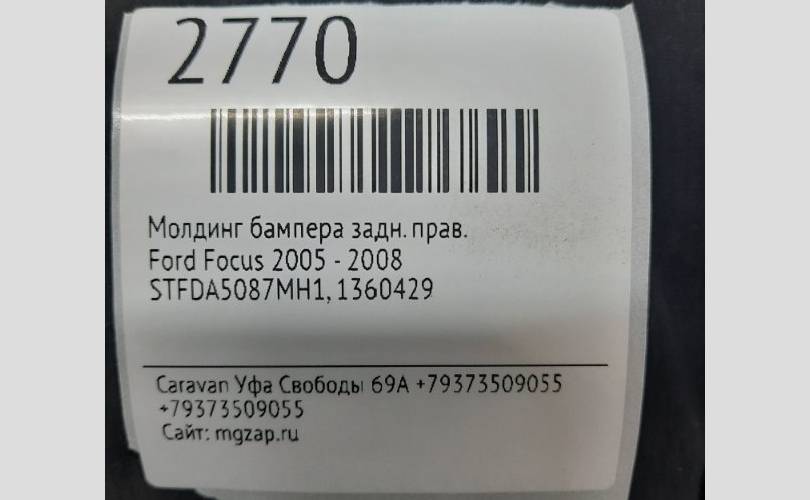 2770
Молдинг бампера задн. прав.
Ford Focus 2005 - 2008
STFDA5087MH1, 1360429
Caravan Уфа Свободы 69А +79373509055
+79373509055
Сайт: mgzap.ru